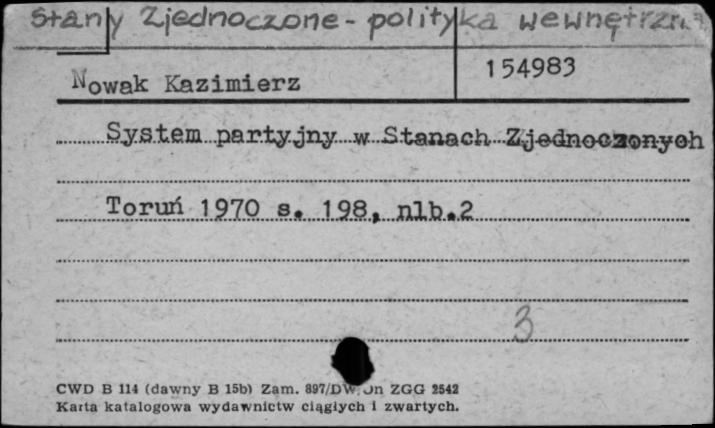 Stany Zjednoczone - polityka wewnętrzna
154983
Nowak Kazimierz
System partyjny w Stanach Zjednoczonych
Toruń 1970 s. 198, nlb.2
3
CWD B 114 (dawny B 15b) Zam. 897/DW. Jn ZGG 2542
Karta katalogowa wydawnictw ciągłych i zwartych.